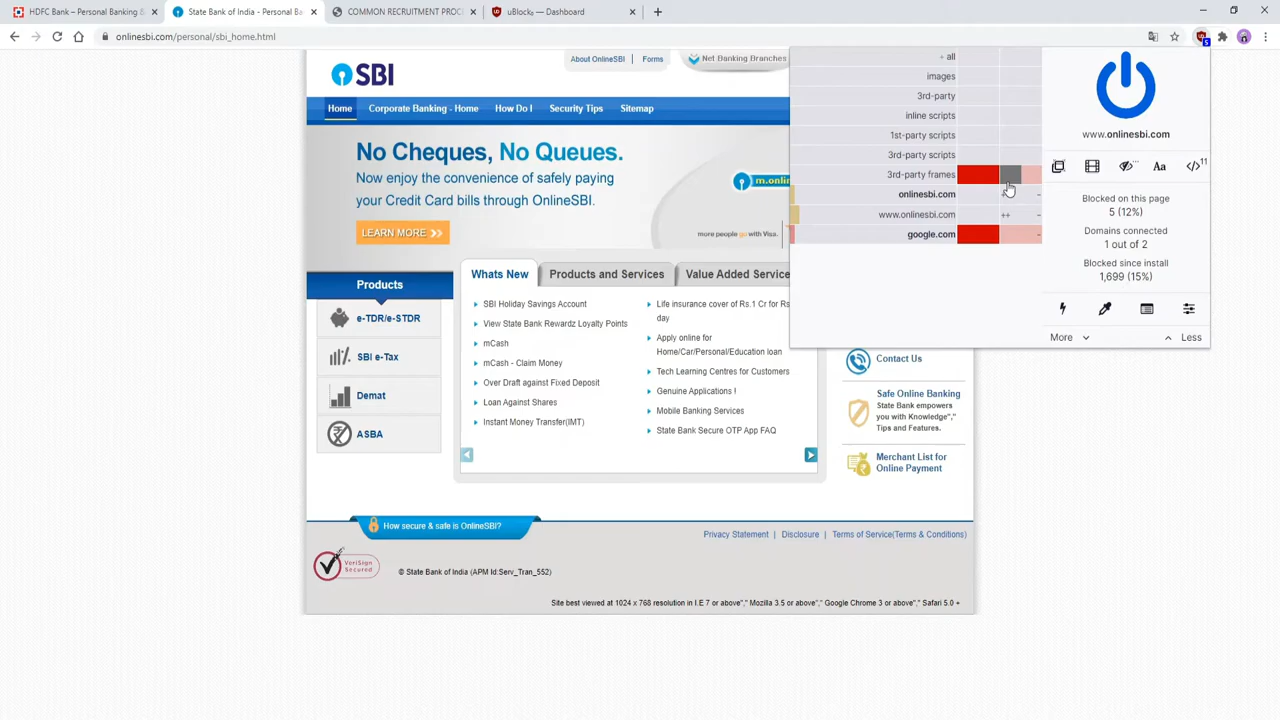 HDFC Bank – Personal Banking S
State Bank of India - Personal Ba
COMMON RECRUITMENT PROC
uBlock₀ — Dashboard
onlinesbi.com/personal/sbi_home.html
5
SBI
About OnlineSBI
Forms
Net Banking Branches
Home
Corporate Banking - Home
How Do I
Security Tips
Sitemap
No Cheques, No Queues.
Now enjoy the convenience of safely paying
your Credit Card bills through OnlineSBI.
LEARN MORE
m.onlin
more people go with Visa.
Products
e-TDR/e-STDR
SBI e-Tax
Demat
ASBA
Whats New
Products and Services
Value Added Service
SBI Holiday Savings Account
View State Bank Rewardz Loyalty Points
mCash
mCash - Claim Money
Over Draft against Fixed Deposit
Loan Against Shares
Instant Money Transfer(IMT)
Life insurance cover of Rs.1 Cr for Rs
day
Apply online for
Home/Car/Personal/Education loan
Tech Learning Centres for Customers
Genuine Applications !
Mobile Banking Services
State Bank Secure OTP App FAQ
Contact Us
Safe Online Banking
State Bank empowers
you with Knowledge","
Tips and Features.
Merchant List for
Online Payment
+ all
images
3rd-party
inline scripts
1st-party scripts
3rd-party scripts
3rd-party frames
onlinesbi.com
-
www.onlinesbi.com ++ -
google.com -
www.onlinesbi.com
Aa
</> 11
Blocked on this page
5 (12%)
Domains connected
1 out of 2
Blocked since install
1,699 (15%)
More
Less
How secure & safe is OnlineSBI?
Privacy Statement | Disclosure | Terms of Service(Terms & Conditions)
VeriSign
Secured
© State Bank of India (APM Id:Serv_Tran_552)
Site best viewed at 1024 x 768 resolution in I.E 7 or above"," Mozilla 3.5 or above"," Google Chrome 3 or above"," Safari 5.0 +